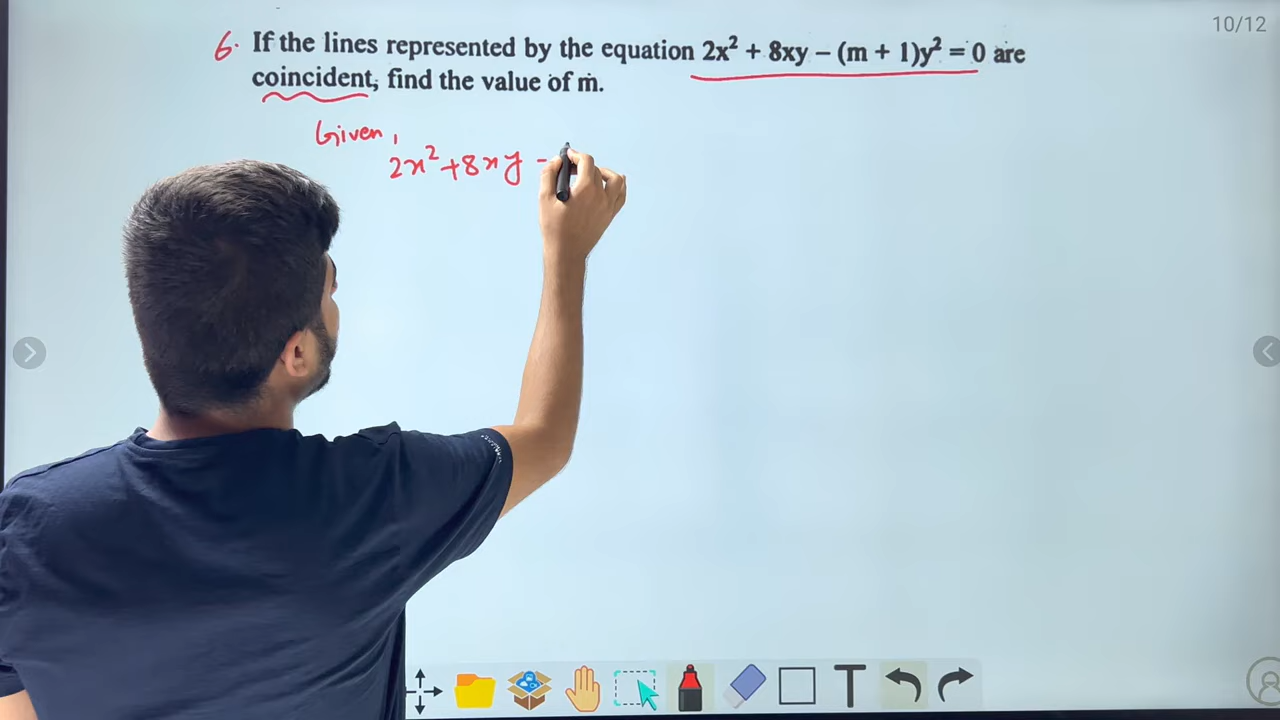 10/12
6. If the lines represented by the equation 2x² + 8xy – (m + 1)y² = 0 are
coincident, find the value of m.
Given,
2x²+8xy -
T